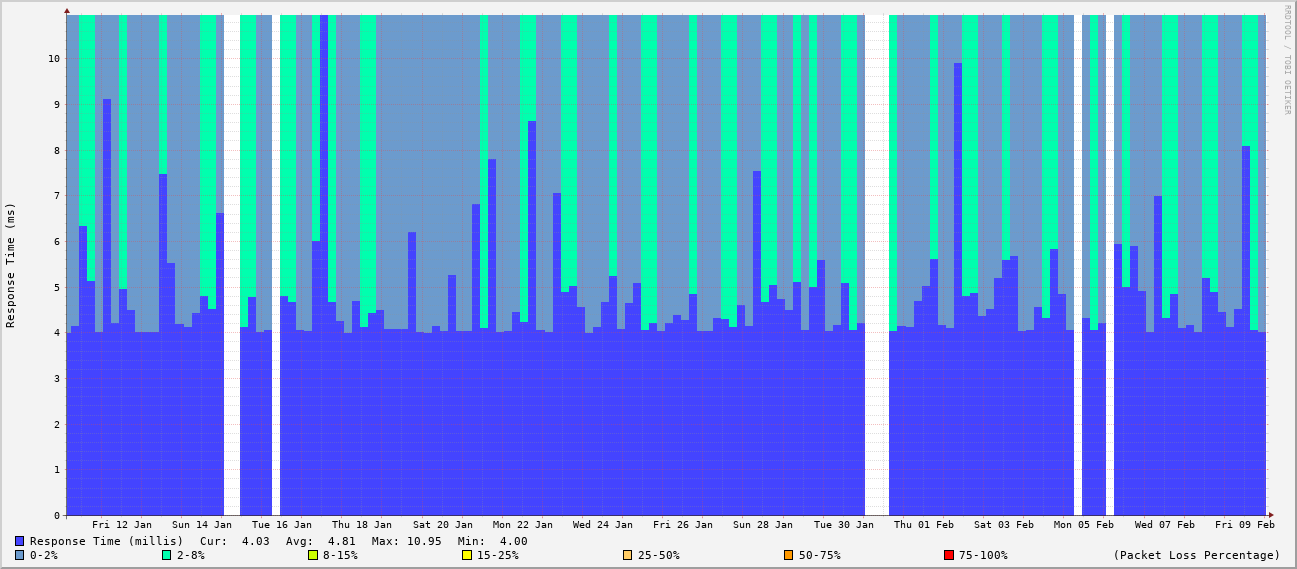 RRDTOOL / TOBI OETIKER
Response Time (ms)
10
9
8
7
6
5
4
3
2
1
0
Fri 12 Jan Sun 14 Jan Tue 16 Jan Thu 18 Jan Sat 20 Jan Mon 22 Jan Wed 24 Jan Fri 26 Jan Sun 28 Jan Tue 30 Jan Thu 01 Feb Sat 03 Feb Mon 05 Feb Wed 07 Feb Fri 09 Feb
Response Time (millis) Cur: 4.03 Avg: 4.81 Max: 10.95 Min: 4.00
0-2% 2-8% 8-15% 15-25% 25-50% 50-75% 75-100% (Packet Loss Percentage)